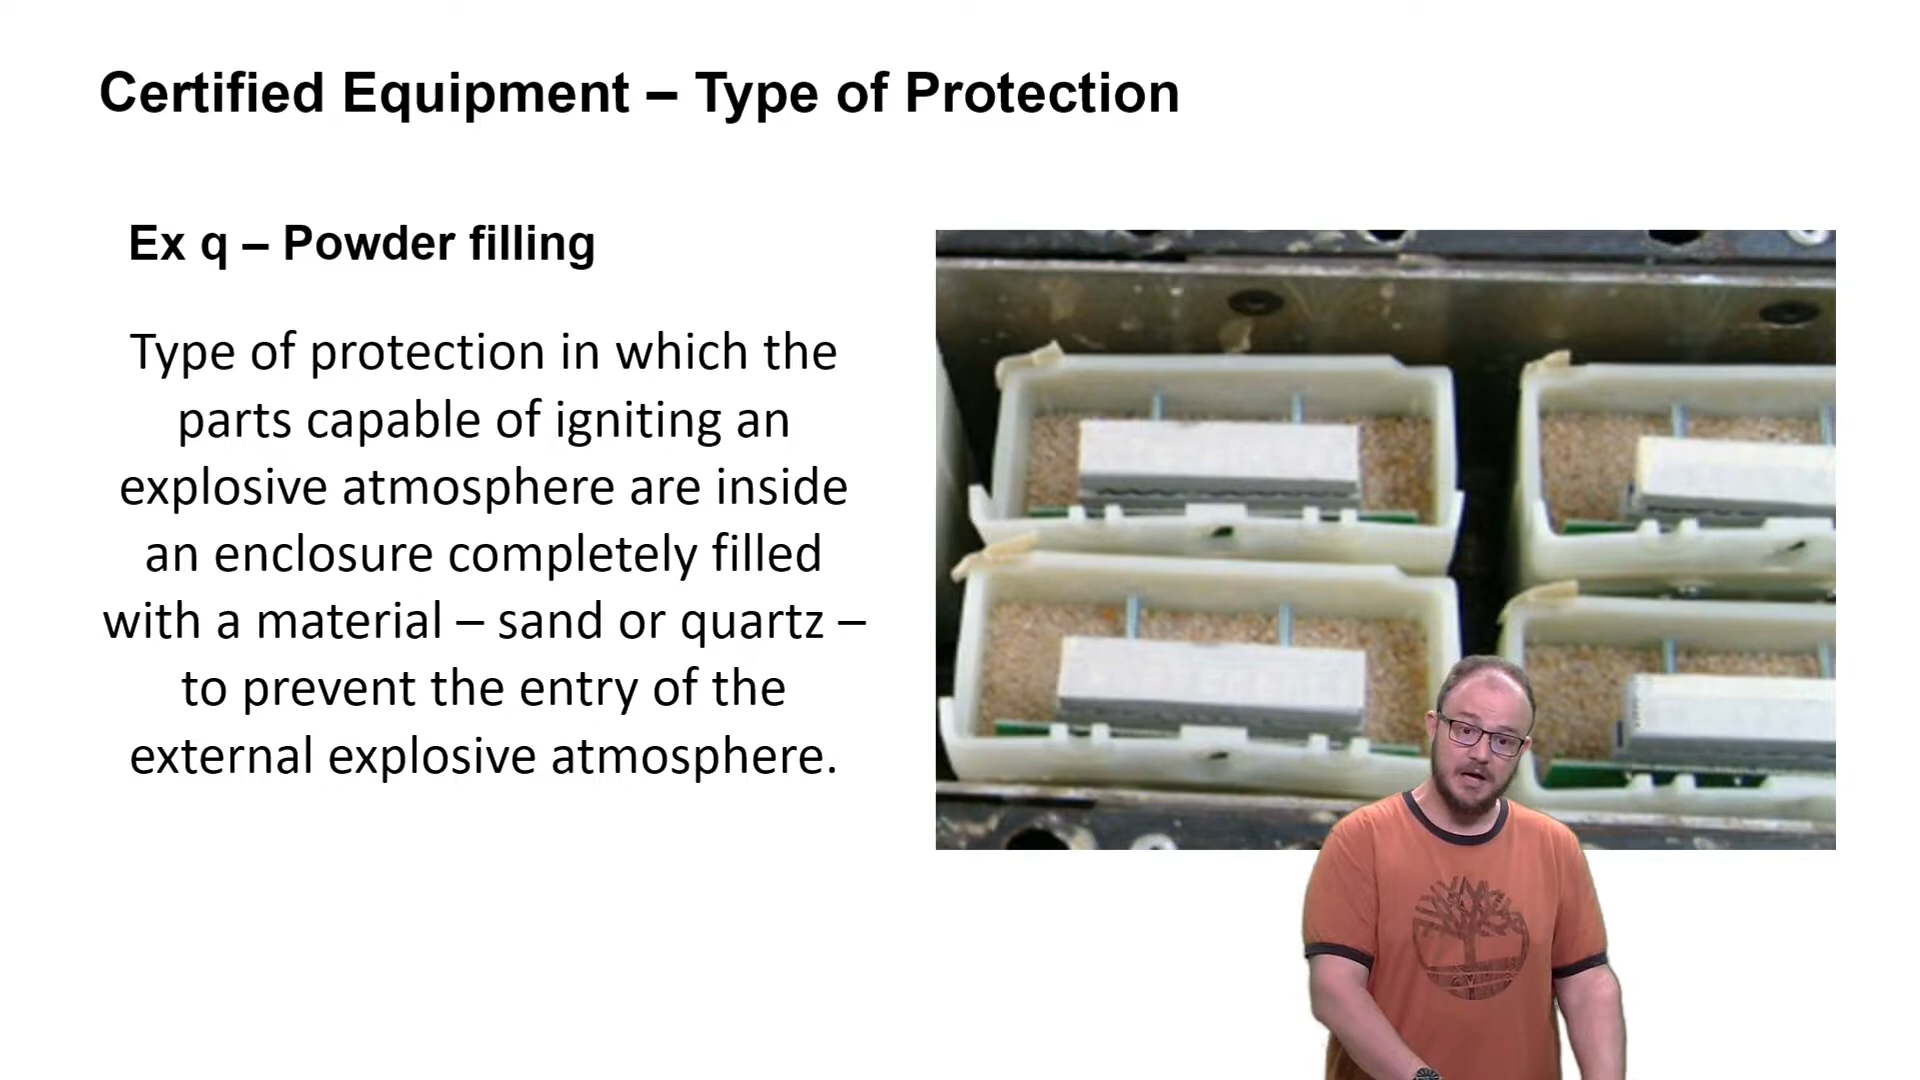 Certified Equipment – Type of Protection
Ex q – Powder filling
Type of protection in which the
parts capable of igniting an
explosive atmosphere are inside
an enclosure completely filled
with a material – sand or quartz –
to prevent the entry of the
external explosive atmosphere.